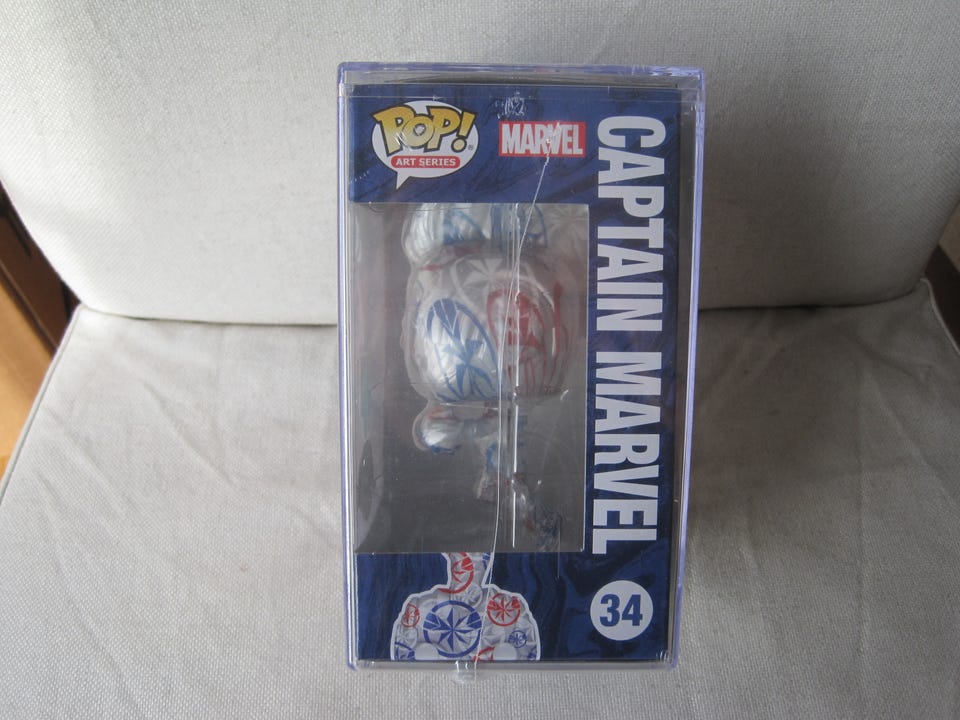 POP!
ART SERIES
MARVEL
CAPTAIN MARVEL
34